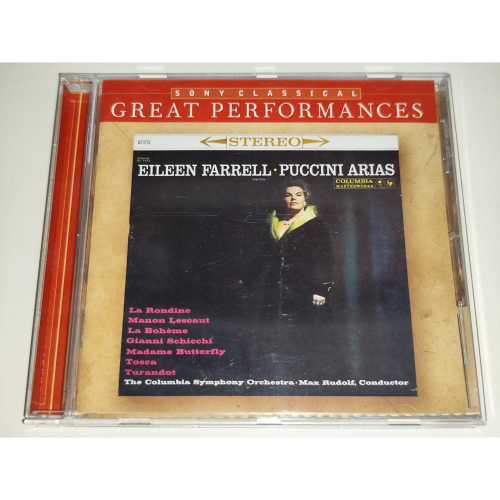 SONY CLASSICAL
GREAT PERFORMANCES
STEREO
EILEEN FARRELL · PUCCINI ARIAS
COLUMBIA
MASTERWORKS
La Rondine
Manon Lescaut
La Bohème
Gianni Schicchi
Madame Butterfly
Tosca
Turandot
The Columbia Symphony Orchestra · Max Rudolf, Conductor